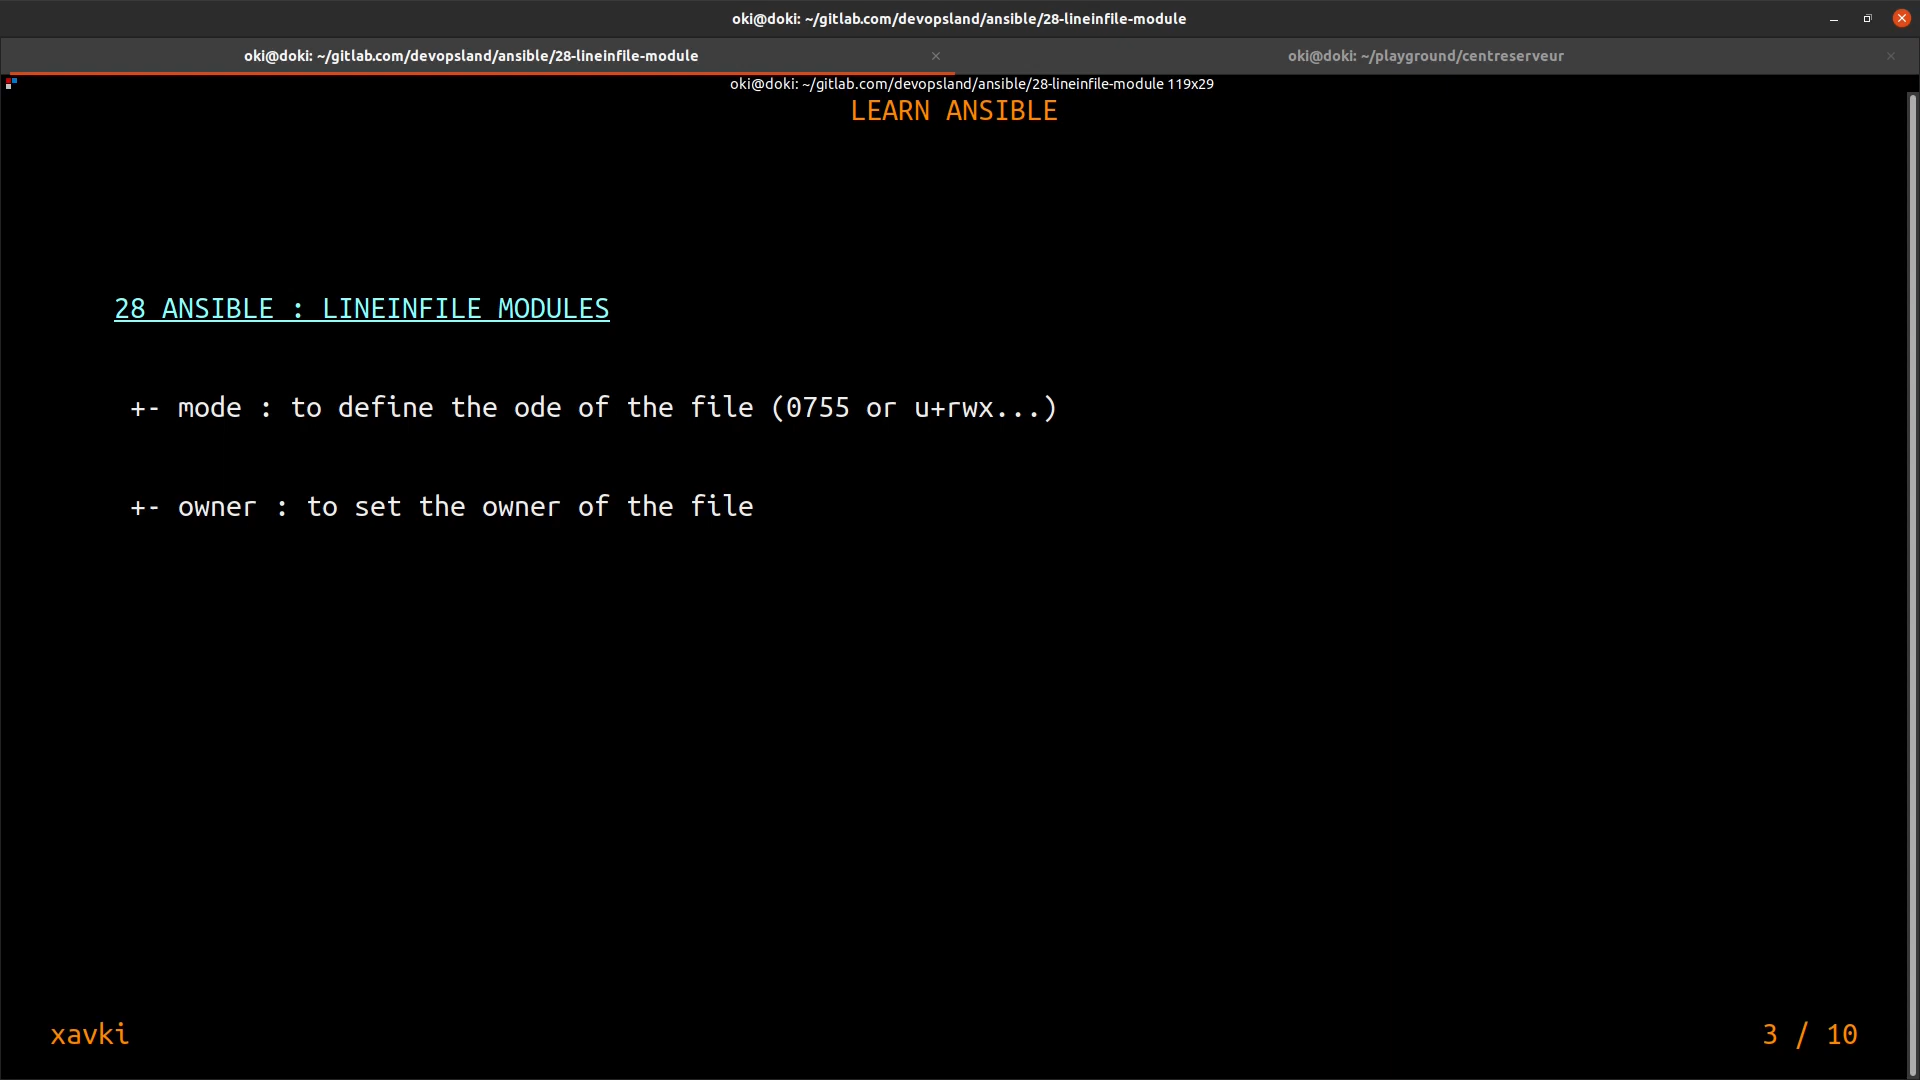 oki@doki: ~/gitlab.com/devopsland/ansible/28-lineinfile-module
oki@doki: ~/gitlab.com/devopsland/ansible/28-lineinfile-module
oki@doki: ~/playground/centreserveur
oki@doki: ~/gitlab.com/devopsland/ansible/28-lineinfile-module 119x29
LEARN ANSIBLE
28 ANSIBLE : LINEINFILE MODULES
+- mode : to define the ode of the file (0755 or u+rwx...)
+- owner : to set the owner of the file
xavki
3 / 10